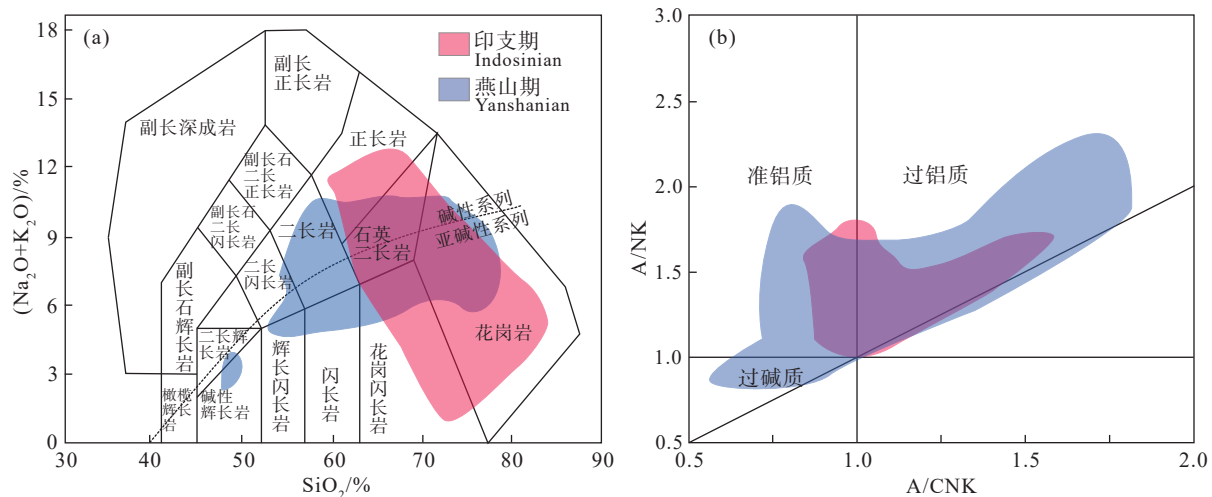 (a)
印支期
Indosinian
燕山期
Yanshanian
副长
正长岩
副长深成岩
正长岩
副长石
二长
正长岩
副长石
二长
闪长岩
二长岩
石英
二长岩
碱性系列
亚碱性系列
二长
闪长岩
副长石辉长岩
二长辉
长岩
花岗岩
橄榄
辉长
岩
碱性
辉长岩
辉长闪长岩
闪长岩
花岗闪长岩
18
15
12
9
6
3
0
(Na₂O+K₂O)/%
30
40
50
60
70
80
90
SiO₂/%
(b)
准铝质
过铝质
过碱质
3.0
2.5
2.0
1.5
1.0
0.5
A/NK
0.5
1.0
1.5
2.0
A/CNK